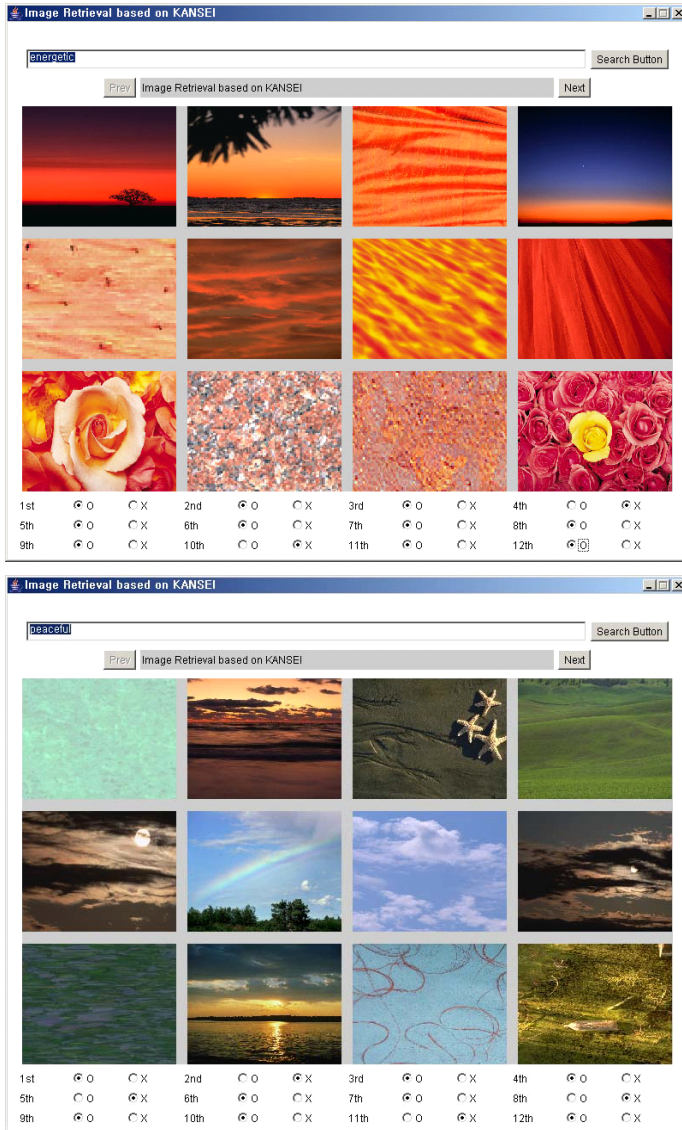 Image Retrieval based on KANSEI
energetic Search Button
Prev Image Retrieval based on KANSEI Next
1st O X 2nd O X 3rd O X 4th O X
5th O X 6th O X 7th O X 8th O X
9th O X 10th O X 11th O X 12th O X
Image Retrieval based on KANSEI
peaceful Search Button
Prev Image Retrieval based on KANSEI Next
1st O X 2nd O X 3rd O X 4th O X
5th O X 6th O X 7th O X 8th O X
9th O X 10th O X 11th O X 12th O X